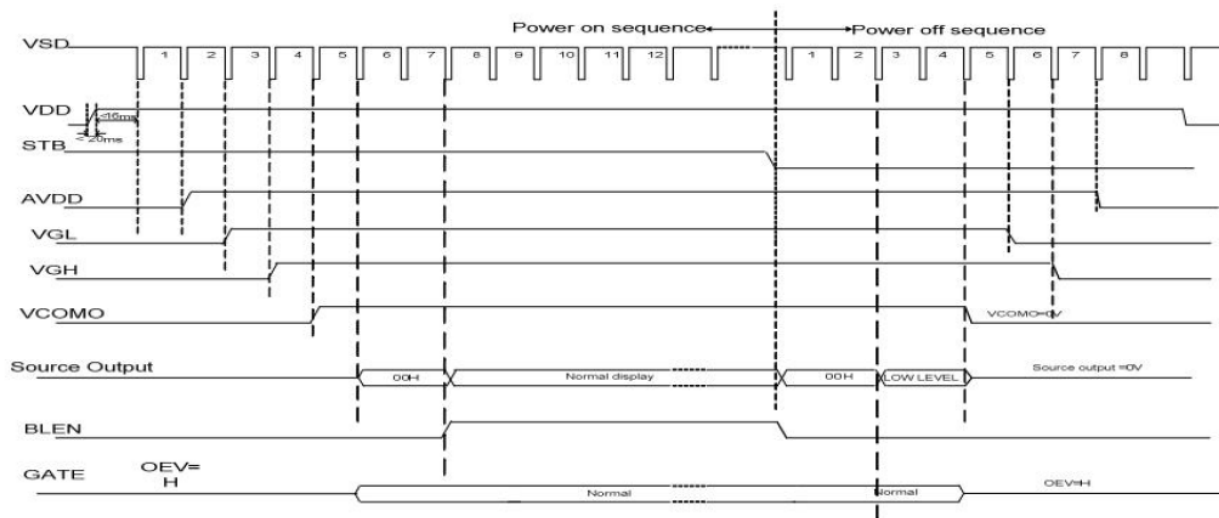 Power on sequence Power off sequence
VSD 1 2 3 4 5 6 7 8 9 10 11 12 1 2 3 4 5 6 7 8
VDD <16ms
< 20ms
STB
AVDD
VGL
VGH
VCOMO VCOMO=0V
Source Output 00H Normal display 00H LOW LEVEL Source output =0V
BLEN
GATE OEV= H Normal Normal OEV=H